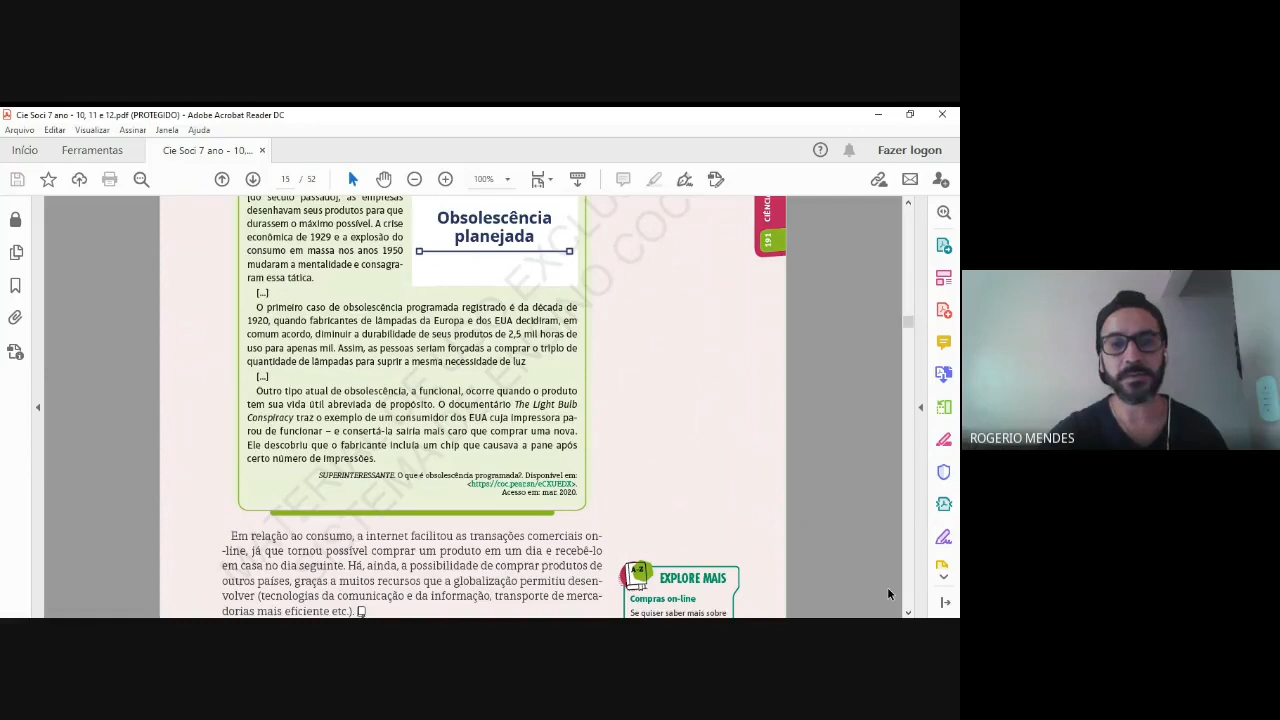 Cie Soci 7 ano - 10, 11 e 12.pdf (PROTEGIDO) - Adobe Acrobat Reader DC
Arquivo Editar Visualizar Assinar Janela Ajuda
Início Ferramentas Cie Soci 7 ano - 10,... × Fazer logon
15 / 52 100%
[do século passado], as empresas
desenhavam seus produtos para que
durassem o máximo possível. A crise
econômica de 1929 e a explosão do
consumo em massa nos anos 1950
mudaram a mentalidade e consagra-
ram essa tática.
Obsolescência
planejada
[...]
O primeiro caso de obsolescência programada registrado é da década de
1920, quando fabricantes de lâmpadas da Europa e dos EUA decidiram, em
comum acordo, diminuir a durabilidade de seus produtos de 2,5 mil horas de
uso para apenas mil. Assim, as pessoas seriam forçadas a comprar o triplo de
quantidade de lâmpadas para suprir a mesma necessidade de luz
[...]
Outro tipo atual de obsolescência, a funcional, ocorre quando o produto
tem sua vida útil abreviada de propósito. O documentário The Light Bulb
Conspiracy traz o exemplo de um consumidor dos EUA cuja impressora pa-
rou de funcionar – e consertá-la sairia mais caro que comprar uma nova.
Ele descobriu que o fabricante incluía um chip que causava a pane após
certo número de impressões.
SUPERINTERESSANTE. O que é obsolescência programada?. Disponível em:
<https://coc.pear.sn/eCXUEDX>.
Acesso em: mar. 2020.
Em relação ao consumo, a internet facilitou as transações comerciais on-
-line, já que tornou possível comprar um produto em um dia e recebê-lo
em casa no dia seguinte. Há, ainda, a possibilidade de comprar produtos de
outros países, graças a muitos recursos que a globalização permitiu desen-
volver (tecnologias da comunicação e da informação, transporte de merca-
dorias mais eficiente etc.).
191
A-Z
EXPLORE MAIS
Compras on-line
Se quiser saber mais sobre
ROGERIO MENDES